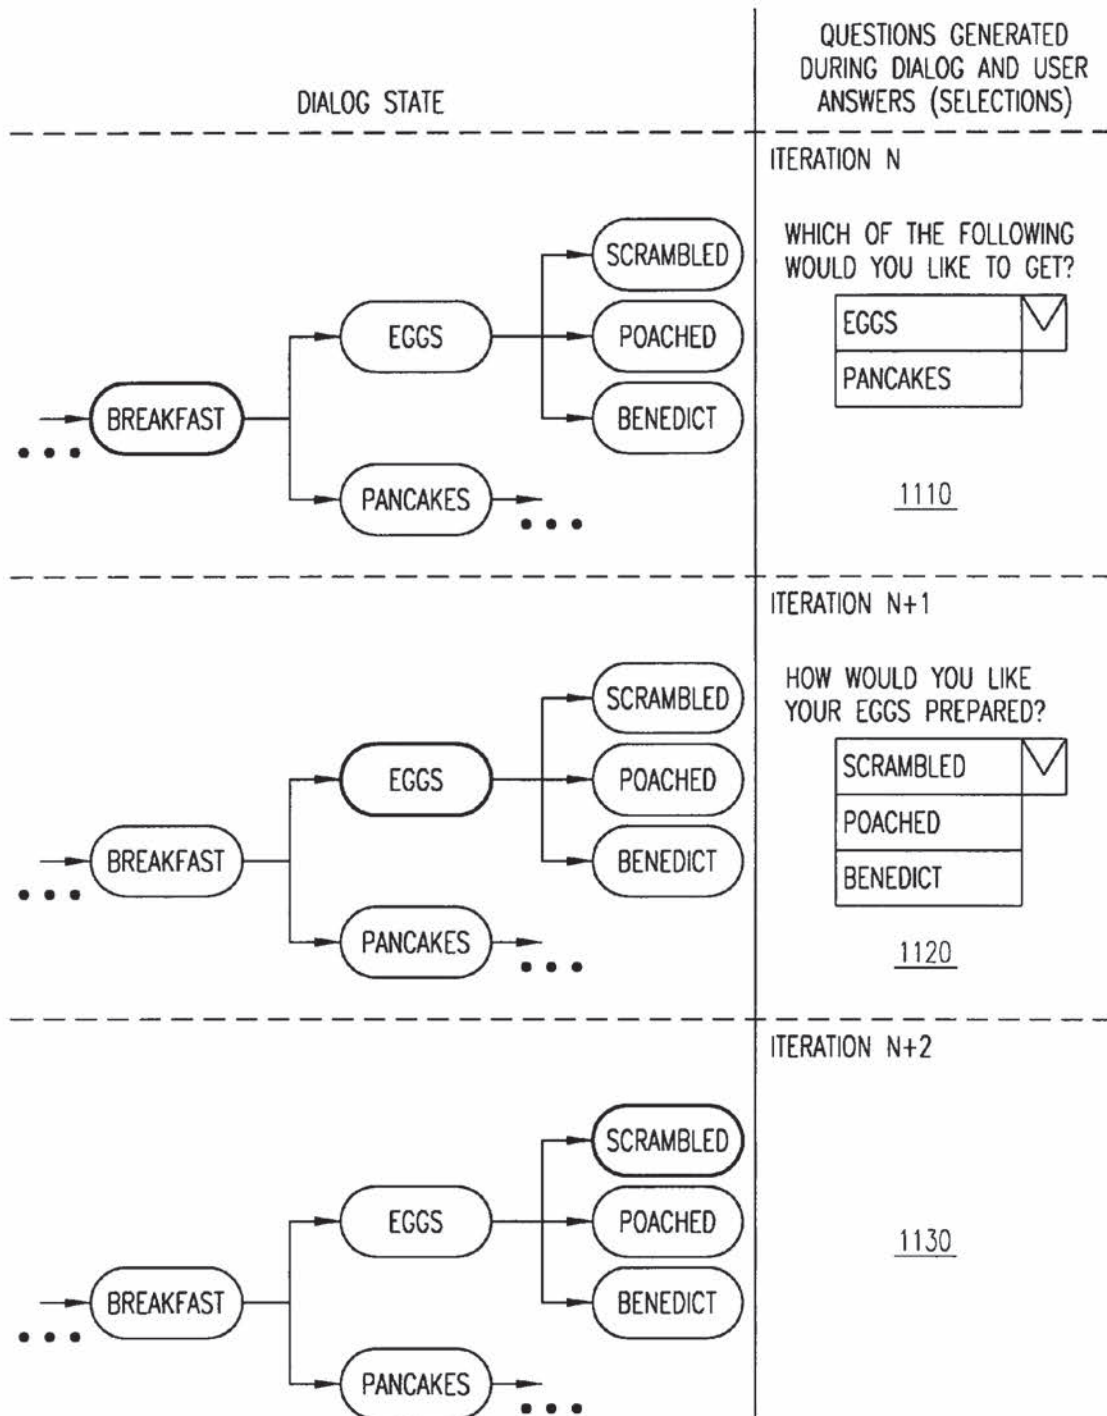 DIALOG STATE
QUESTIONS GENERATED
DURING DIALOG AND USER
ANSWERS (SELECTIONS)
ITERATION N
BREAKFAST
EGGS
PANCAKES
SCRAMBLED
POACHED
BENEDICT
WHICH OF THE FOLLOWING
WOULD YOU LIKE TO GET?
EGGS
PANCAKES
1110
ITERATION N+1
BREAKFAST
EGGS
PANCAKES
SCRAMBLED
POACHED
BENEDICT
HOW WOULD YOU LIKE
YOUR EGGS PREPARED?
SCRAMBLED
POACHED
BENEDICT
1120
ITERATION N+2
BREAKFAST
EGGS
PANCAKES
SCRAMBLED
POACHED
BENEDICT
1130